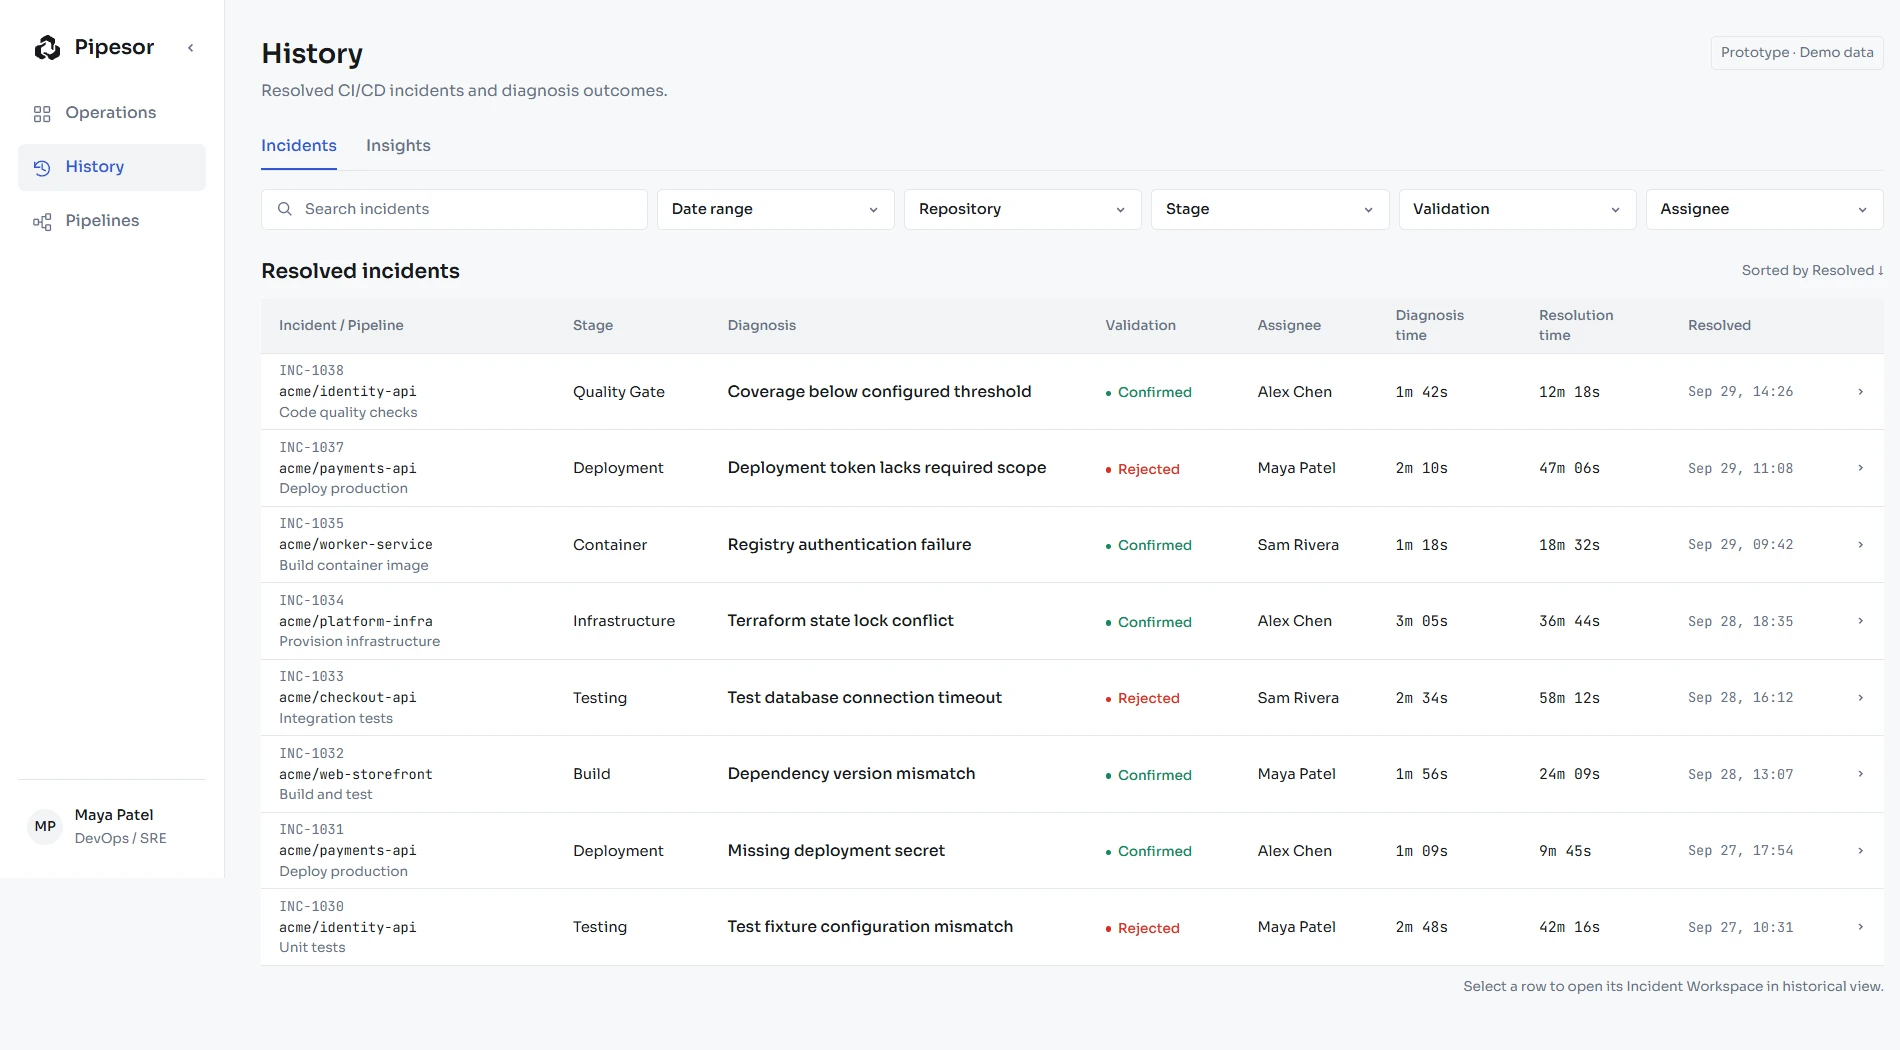 Pipesor
Operations
History
Pipelines
MP
Maya Patel
DevOps / SRE
History
Prototype · Demo data
Resolved CI/CD incidents and diagnosis outcomes.
Incidents Insights
Search incidents Date range Repository Stage Validation Assignee
Resolved incidents
Sorted by Resolved ↓
Incident / Pipeline Stage Diagnosis Validation Assignee Diagnosis time Resolution time Resolved
INC-1038
acme/identity-api Quality Gate Coverage below configured threshold Confirmed Alex Chen 1m 42s 12m 18s Sep 29, 14:26
Code quality checks
INC-1037
acme/payments-api Deployment Deployment token lacks required scope Rejected Maya Patel 2m 10s 47m 06s Sep 29, 11:08
Deploy production
INC-1035
acme/worker-service Container Registry authentication failure Confirmed Sam Rivera 1m 18s 18m 32s Sep 29, 09:42
Build container image
INC-1034
acme/platform-infra Infrastructure Terraform state lock conflict Confirmed Alex Chen 3m 05s 36m 44s Sep 28, 18:35
Provision infrastructure
INC-1033
acme/checkout-api Testing Test database connection timeout Rejected Sam Rivera 2m 34s 58m 12s Sep 28, 16:12
Integration tests
INC-1032
acme/web-storefront Build Dependency version mismatch Confirmed Maya Patel 1m 56s 24m 09s Sep 28, 13:07
Build and test
INC-1031
acme/payments-api Deployment Missing deployment secret Confirmed Alex Chen 1m 09s 9m 45s Sep 27, 17:54
Deploy production
INC-1030
acme/identity-api Testing Test fixture configuration mismatch Rejected Maya Patel 2m 48s 42m 16s Sep 27, 10:31
Unit tests
Select a row to open its Incident Workspace in historical view.